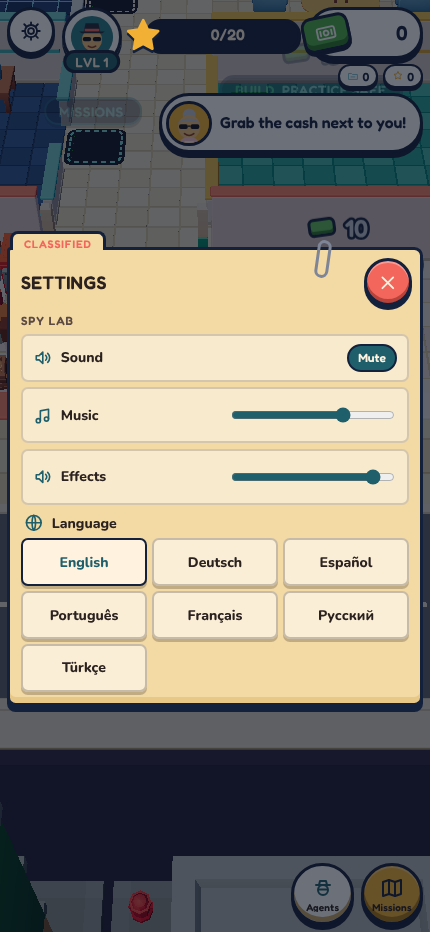 0/20
0
LVL 1
0
0
BUILD PRACTICE
MISSIONS
Grab the cash next to you!
10
CLASSIFIED
SETTINGS
SPY LAB
Sound
Mute
Music
Effects
Language
English
Deutsch
Español
Português
Français
Русский
Türkçe
Agents
Missions